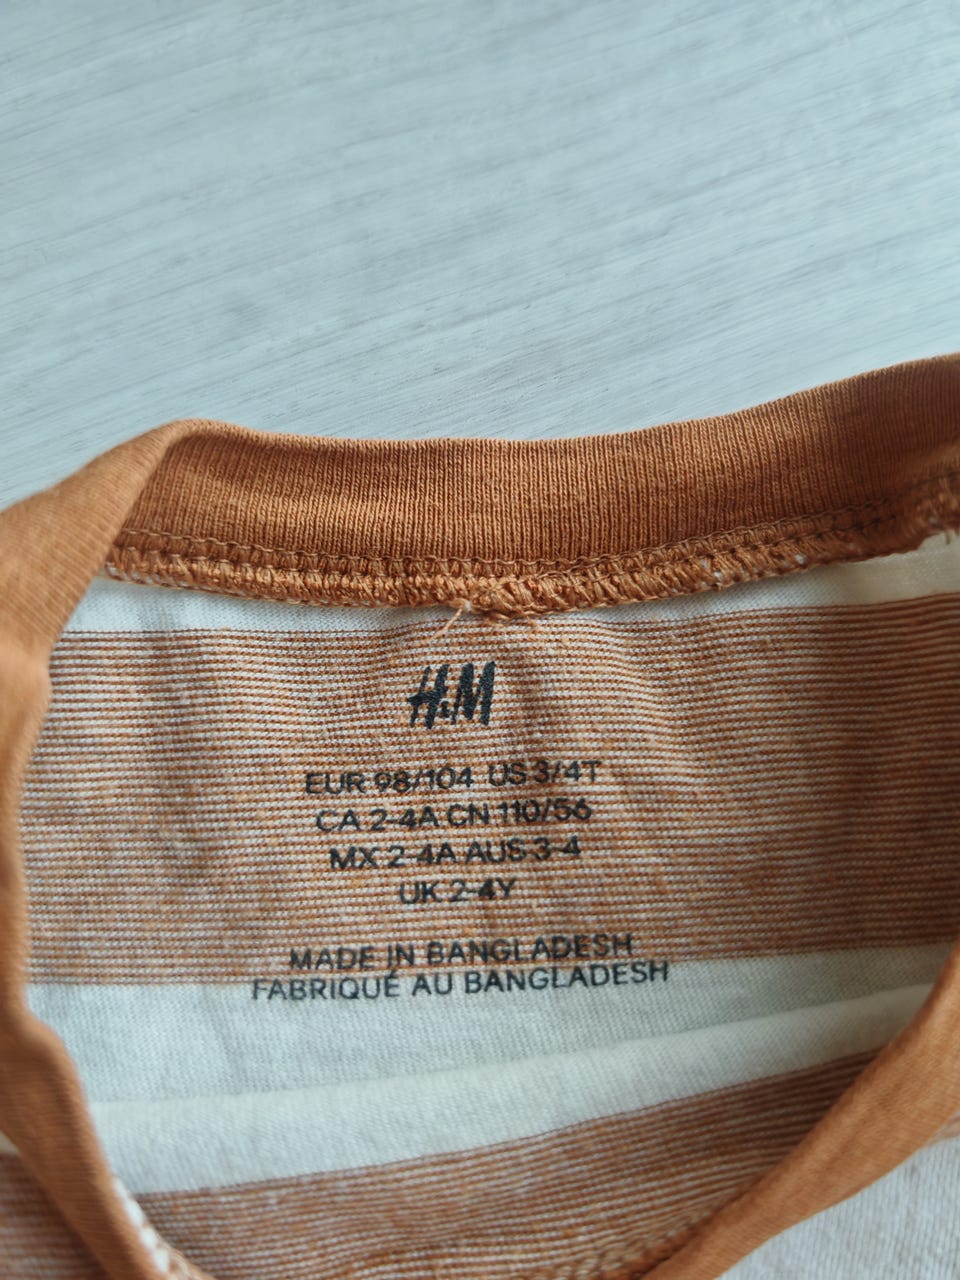 H&M
EUR 98/104 US 3/4T
CA 2-4A CN 110/56
MX 2-4A AUS 3-4
UK 2-4Y
MADE IN BANGLADESH
FABRIQUÉ AU BANGLADESH